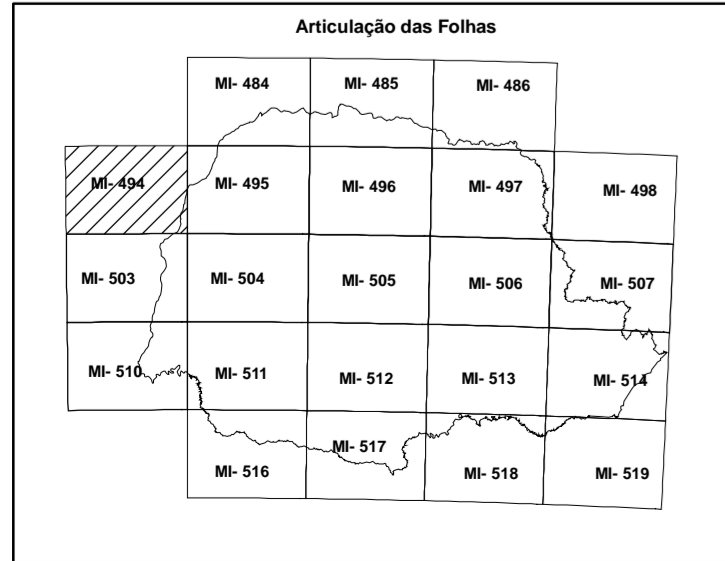 Articulação das Folhas
MI- 484 MI- 485 MI- 486
MI- 494 MI- 495 MI- 496 MI- 497 MI- 498
MI- 503 MI- 504 MI- 505 MI- 506 MI- 507
MI- 510 MI- 511 MI- 512 MI- 513 MI- 514
MI- 516 MI- 517 MI- 518 MI- 519